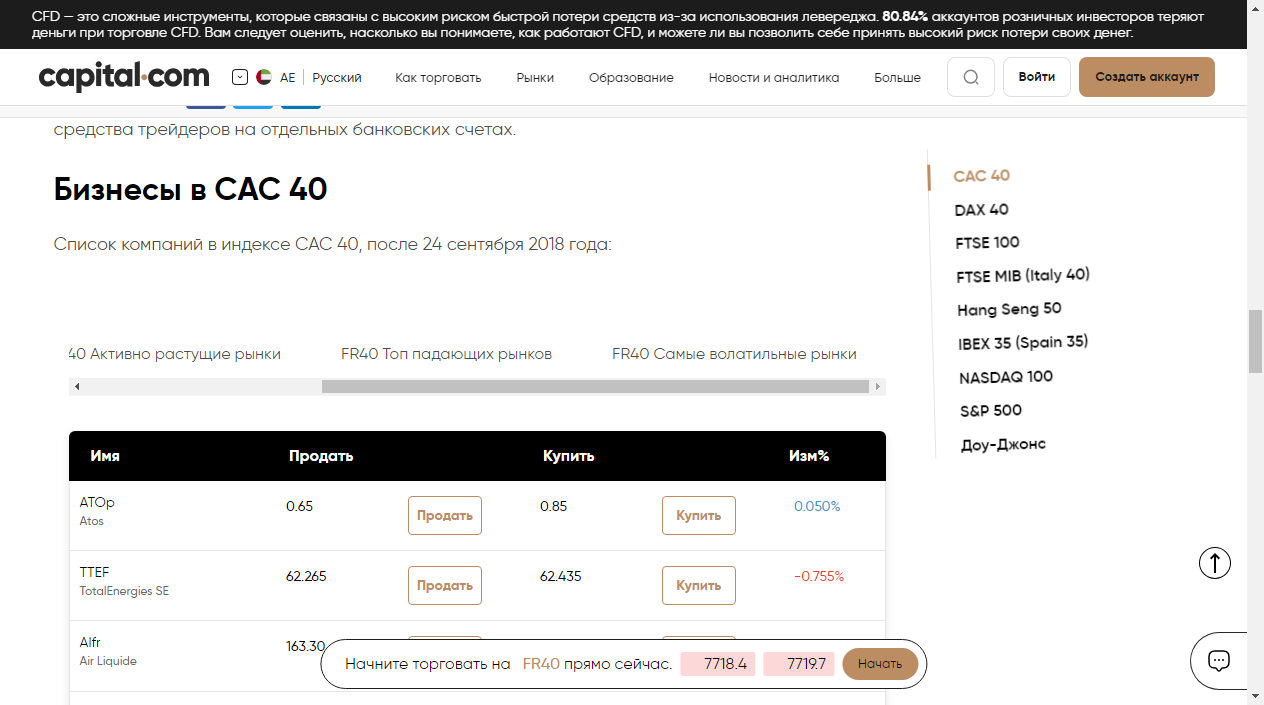 CFD — это сложные инструменты, которые связаны с высоким риском быстрой потери средств из-за использования левереджа. 80.84% аккаунтов розничных инвесторов теряют
деньги при торговле CFD. Вам следует оценить, насколько вы понимаете, как работают CFD, и можете ли вы позволить себе принять высокий риск потери своих денег.
capital.com AE Русский Как торговать Рынки Образование Новости и аналитика Больше Войти Создать аккаунт
средства трейдеров на отдельных банковских счетах.
Бизнесы в CAC 40
Список компаний в индексе CAC 40, после 24 сентября 2018 года:
40 Активно растущие рынки FR40 Топ падающих рынков FR40 Самые волатильные рынки
Имя Продать Купить Изм%
ATOp 0.65 Продать 0.85 Купить 0.050%
Atos
TTEF 62.265 Продать 62.435 Купить -0.755%
TotalEnergies SE
Alfr 163.30
Air Liquide
Начните торговать на FR40 прямо сейчас. 7718.4 7719.7 Начать
CAC 40
DAX 40
FTSE 100
FTSE MIB (Italy 40)
Hang Seng 50
IBEX 35 (Spain 35)
NASDAQ 100
S&P 500
Доу-Джонс